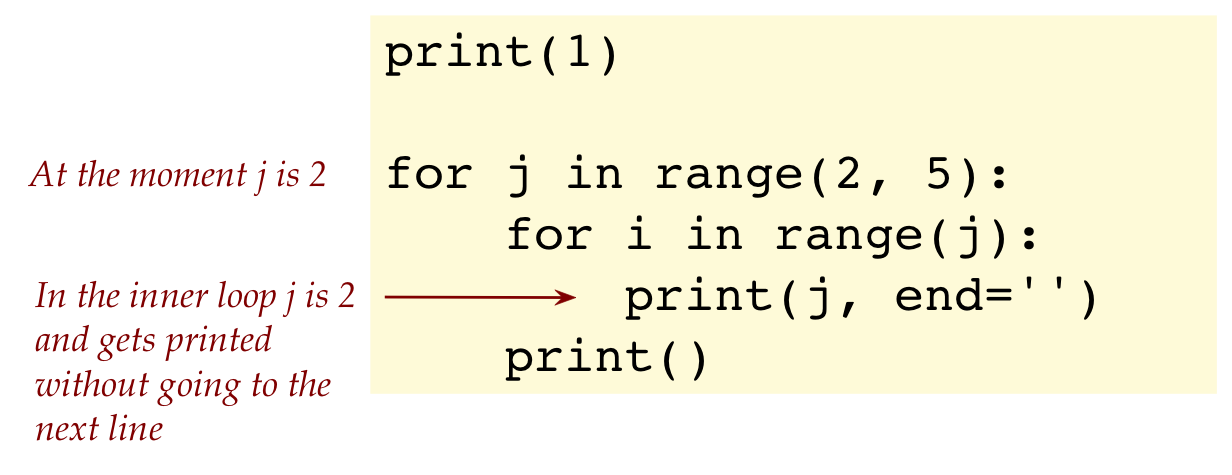 print(1)
At the moment j is 2
for j in range(2, 5):
    for i in range(j):
In the inner loop j is 2
and gets printed
without going to the
next line
        print(j, end='')
    print()